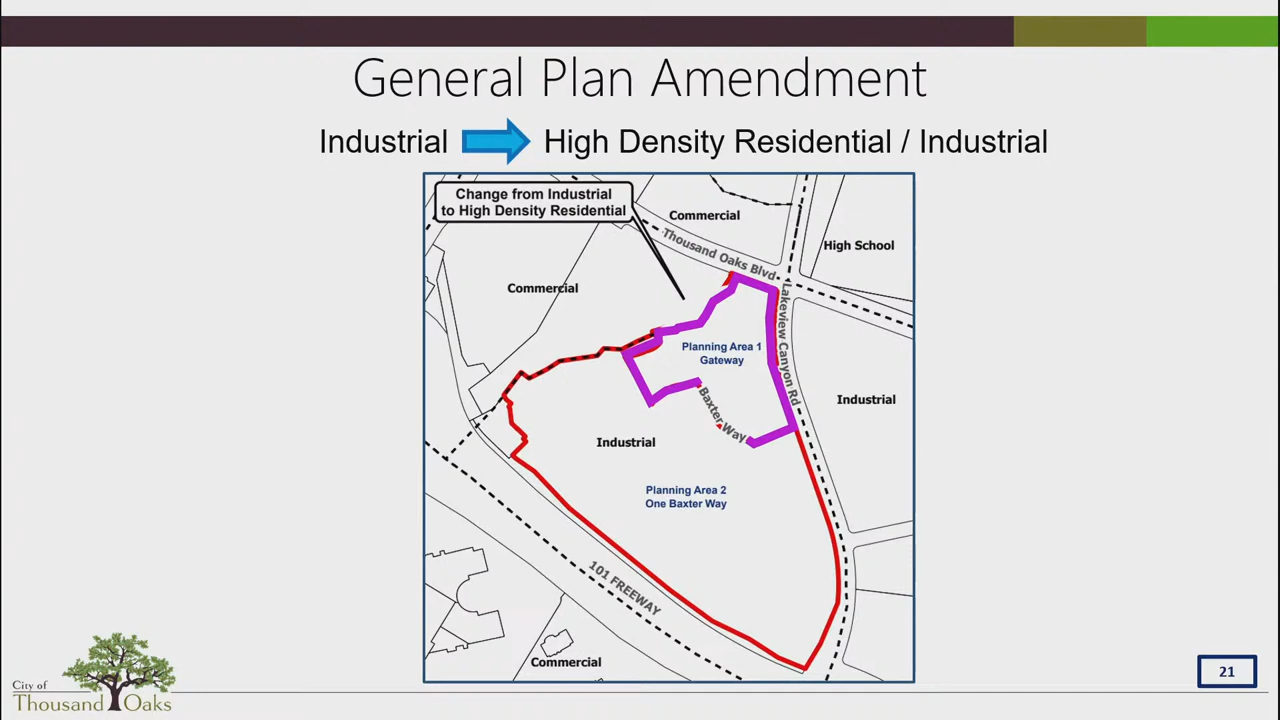 General Plan Amendment
Industrial
High Density Residential / Industrial
Change from Industrial
to High Density Residential
Commercial
High School
Thousand Oaks Blvd
Commercial
Lakeview Canyon Rd
Planning Area 1
Gateway
Industrial
Baxter Way
Industrial
Planning Area 2
One Baxter Way
101 FREEWAY
Commercial
City of
Thousand Oaks
21